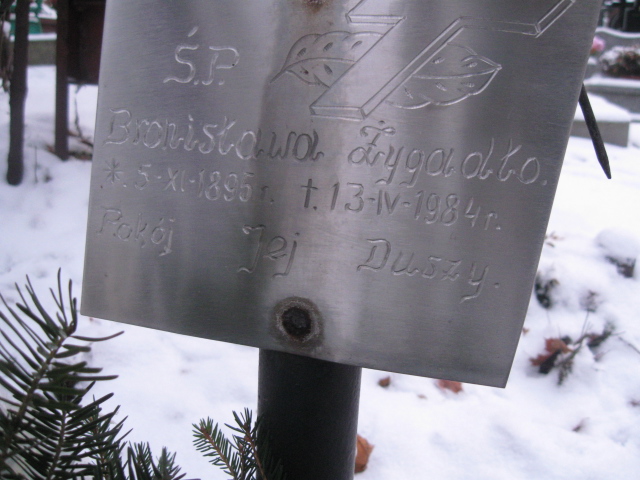 Ś.P.
Bronisława Żygadło.
*. 5-XI-1895 r. †. 13-IV-1984 r.
Pokój Jej Duszy.